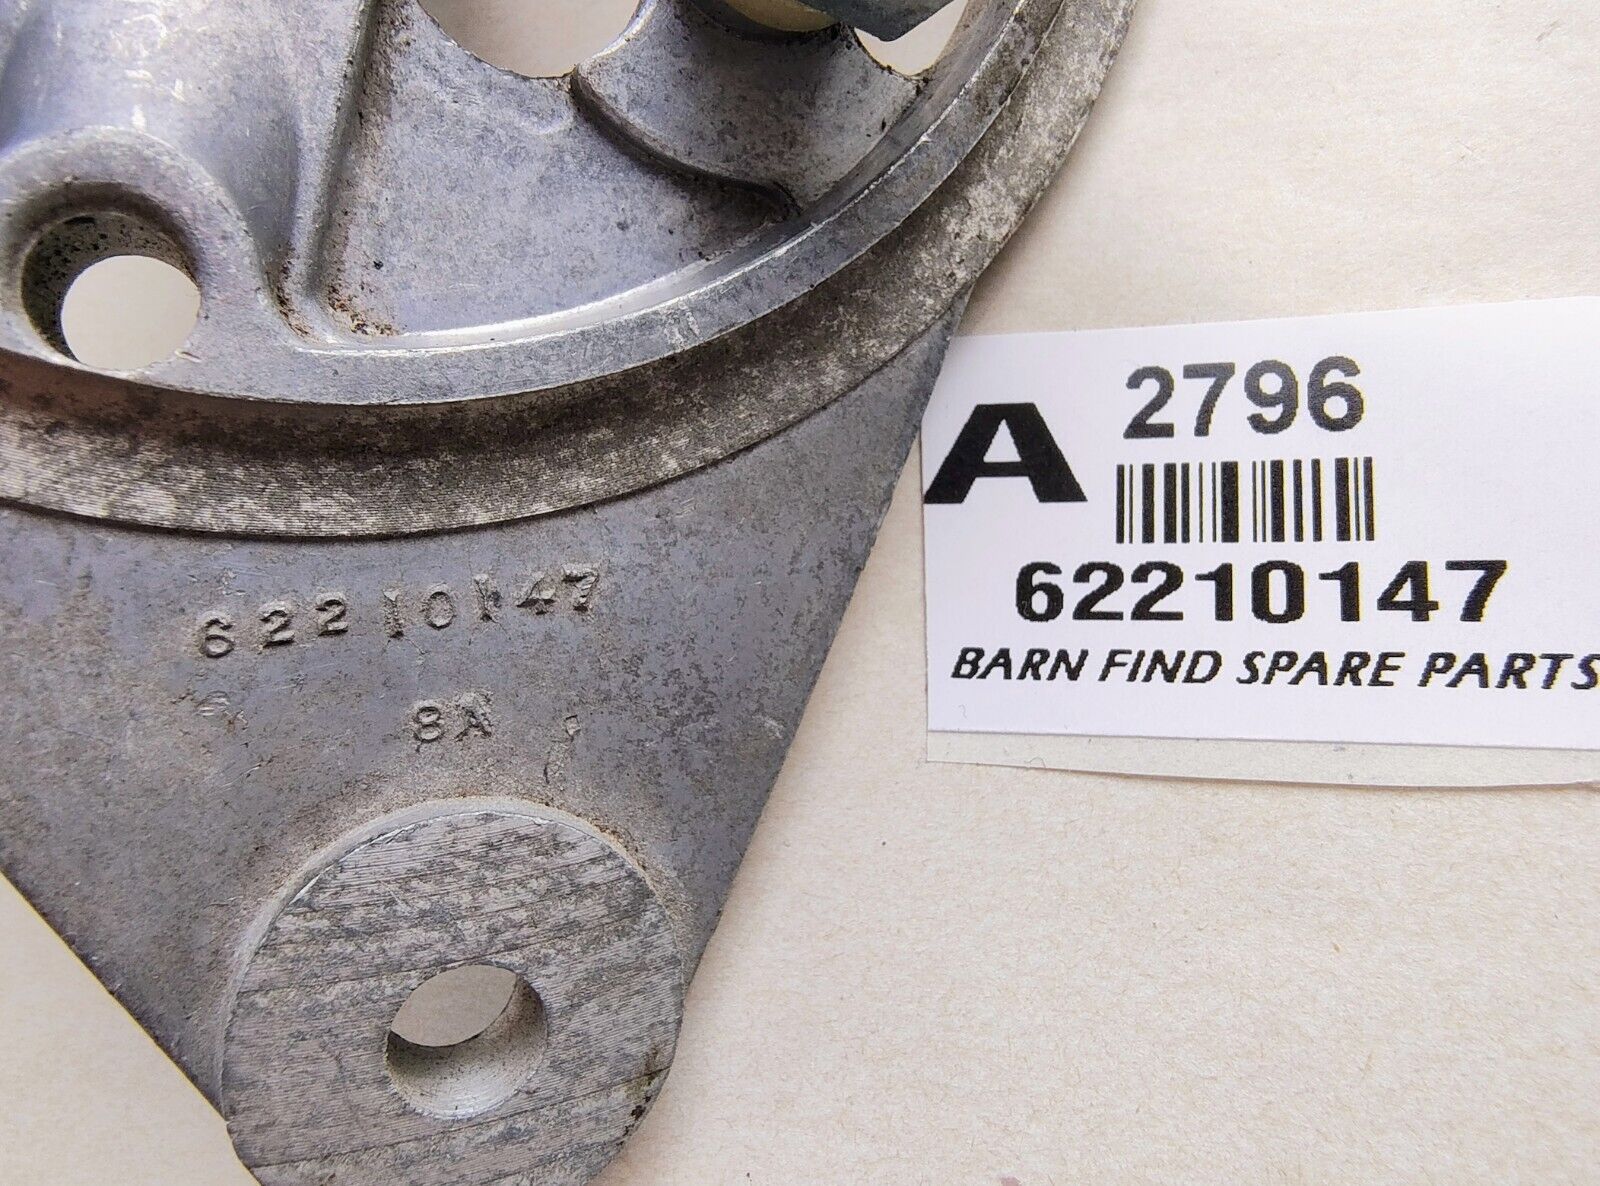 A 2796
62210147
BARN FIND SPARE PARTS
62210147
8A